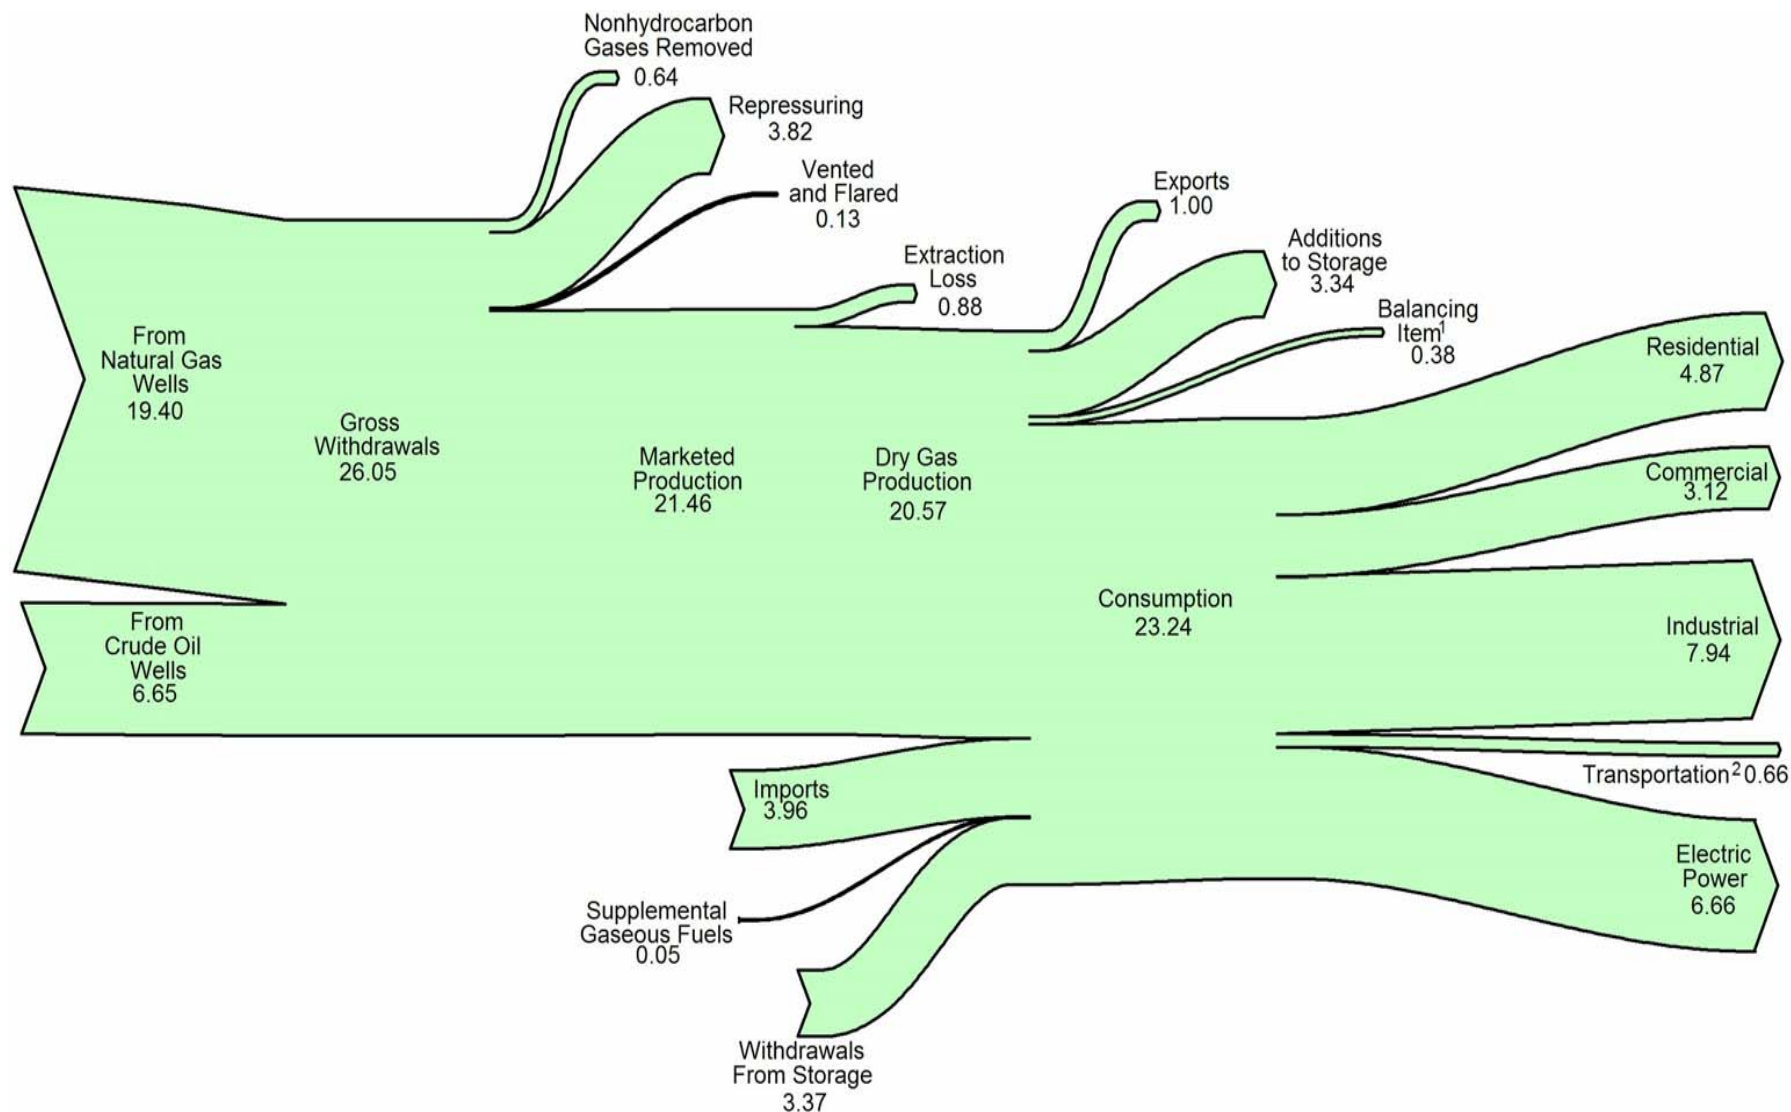 Nonhydrocarbon
Gases Removed
0.64
Repressuring
3.82
Vented
and Flared
0.13
Extraction
Loss
0.88
Exports
1.00
Additions
to Storage
3.34
Balancing
Item¹
0.38
From
Natural Gas
Wells
19.40
Gross
Withdrawals
26.05
Marketed
Production
21.46
Dry Gas
Production
20.57
Residential
4.87
Commercial
3.12
Consumption
23.24
Industrial
7.94
From
Crude Oil
Wells
6.65
Transportation² 0.66
Imports
3.96
Electric
Power
6.66
Supplemental
Gaseous Fuels
0.05
Withdrawals
From Storage
3.37